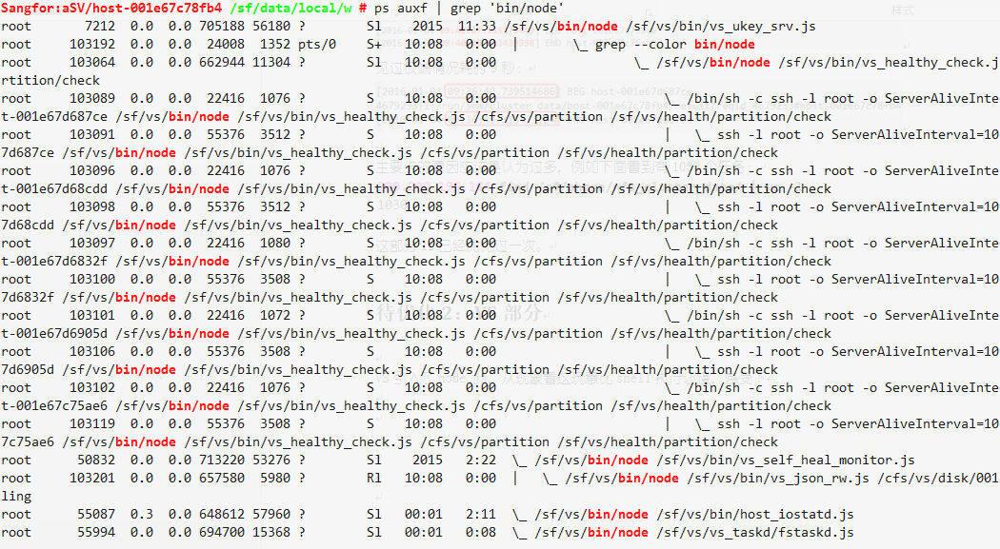 Sangfor:aSV/host-001e67c78fb4 /sf/data/local/w # ps auxf | grep 'bin/node'
root 7212 0.0 0.0 705188 56180 ? Sl 2015 11:33 /sf/vs/bin/node /sf/vs/bin/vs_ukey_srv.js
root 103192 0.0 0.0 24008 1352 pts/0 S+ 10:08 0:00 | \_ grep --color bin/node
root 103064 0.0 0.0 662944 11304 ? Sl 10:08 0:00 \_ /sf/vs/bin/node /sf/vs/bin/vs_healthy_check.j
rtition/check
root 103089 0.0 0.0 22416 1076 ? S 10:08 0:00 \_ /bin/sh -c ssh -l root -o ServerAliveInte
t-001e67d687ce /sf/vs/bin/node /sf/vs/bin/vs_healthy_check.js /cfs/vs/partition /sf/vs/health/partition/check
root 103091 0.0 0.0 55376 3512 ? S 10:08 0:00 | \_ ssh -l root -o ServerAliveInterval=10
7d687ce /sf/vs/bin/node /sf/vs/bin/vs_healthy_check.js /cfs/vs/partition /sf/vs/health/partition/check
root 103096 0.0 0.0 22416 1076 ? S 10:08 0:00 \_ /bin/sh -c ssh -l root -o ServerAliveInte
t-001e67d68cdd /sf/vs/bin/node /sf/vs/bin/vs_healthy_check.js /cfs/vs/partition /sf/vs/health/partition/check
root 103098 0.0 0.0 55376 3512 ? S 10:08 0:00 | \_ ssh -l root -o ServerAliveInterval=10
7d68cdd /sf/vs/bin/node /sf/vs/bin/vs_healthy_check.js /cfs/vs/partition /sf/vs/health/partition/check
root 103097 0.0 0.0 22416 1080 ? S 10:08 0:00 \_ /bin/sh -c ssh -l root -o ServerAliveInte
t-001e67d6832f /sf/vs/bin/node /sf/vs/bin/vs_healthy_check.js /cfs/vs/partition /sf/vs/health/partition/check
root 103100 0.0 0.0 55376 3508 ? S 10:08 0:00 | \_ ssh -l root -o ServerAliveInterval=10
7d6832f /sf/vs/bin/node /sf/vs/bin/vs_healthy_check.js /cfs/vs/partition /sf/vs/health/partition/check
root 103101 0.0 0.0 22416 1072 ? S 10:08 0:00 \_ /bin/sh -c ssh -l root -o ServerAliveInte
t-001e67d6905d /sf/vs/bin/node /sf/vs/bin/vs_healthy_check.js /cfs/vs/partition /sf/vs/health/partition/check
root 103106 0.0 0.0 55376 3508 ? S 10:08 0:00 | \_ ssh -l root -o ServerAliveInterval=10
7d6905d /sf/vs/bin/node /sf/vs/bin/vs_healthy_check.js /cfs/vs/partition /sf/vs/health/partition/check
root 103102 0.0 0.0 22416 1076 ? S 10:08 0:00 \_ /bin/sh -c ssh -l root -o ServerAliveInte
t-001e67c75ae6 /sf/vs/bin/node /sf/vs/bin/vs_healthy_check.js /cfs/vs/partition /sf/vs/health/partition/check
root 103119 0.0 0.0 55376 3508 ? S 10:08 0:00 | \_ ssh -l root -o ServerAliveInterval=10
7c75ae6 /sf/vs/bin/node /sf/vs/bin/vs_healthy_check.js /cfs/vs/partition /sf/vs/health/partition/check
root 50832 0.0 0.0 713220 53276 ? Sl 2015 2:22 \_ /sf/vs/bin/node /sf/vs/bin/vs_self_heal_monitor.js
root 103201 0.0 0.0 657580 5980 ? Rl 10:08 0:00 | \_ /sf/vs/bin/node /sf/vs/bin/vs_json_rw.js /cfs/vs/disk/001
ling
root 55087 0.3 0.0 648612 57960 ? Sl 00:01 2:11 \_ /sf/vs/bin/node /sf/vs/bin/host_iostatd.js
root 55994 0.0 0.0 694700 15368 ? Sl 00:01 0:08 \_ /sf/vs/bin/node /sf/vs/vs_taskd/fstaskd.js